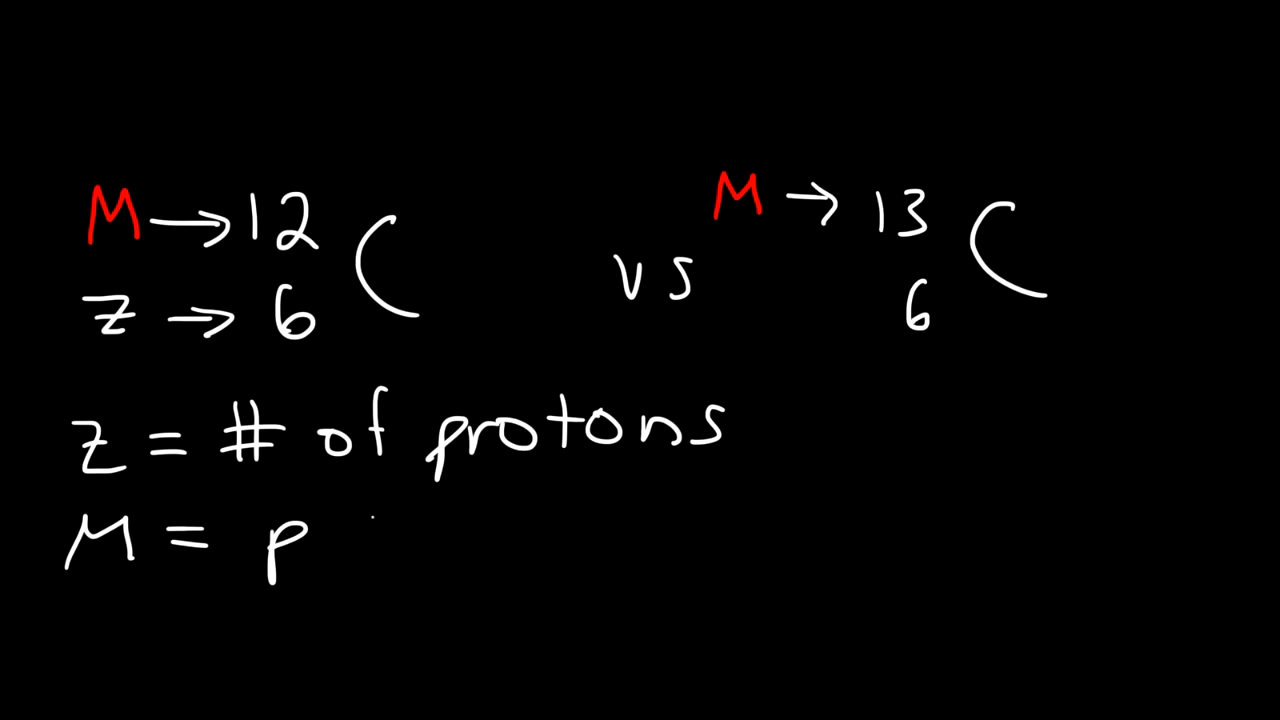 M → 12 C vs M → 13 C
z → 6 6
z = # of protons
M = p